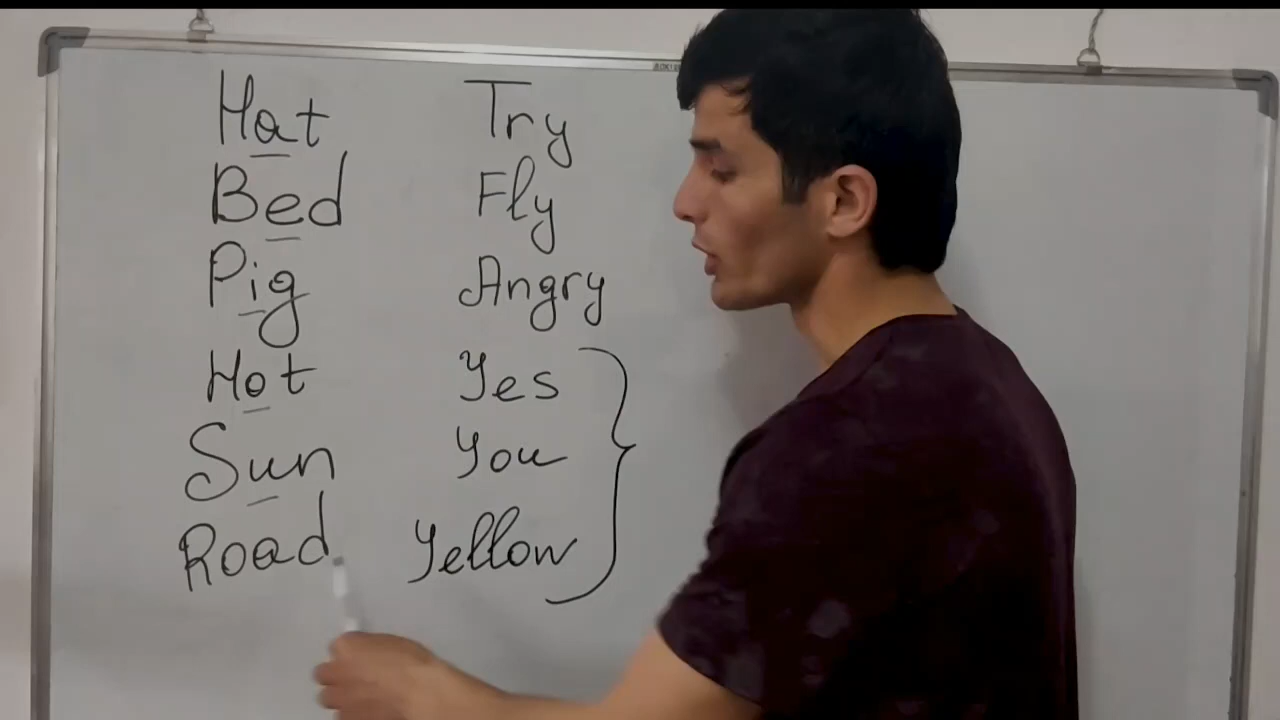 Hat Try
Bed Fly
Pig Angry
Hot Yes
Sun You
Road Yellow